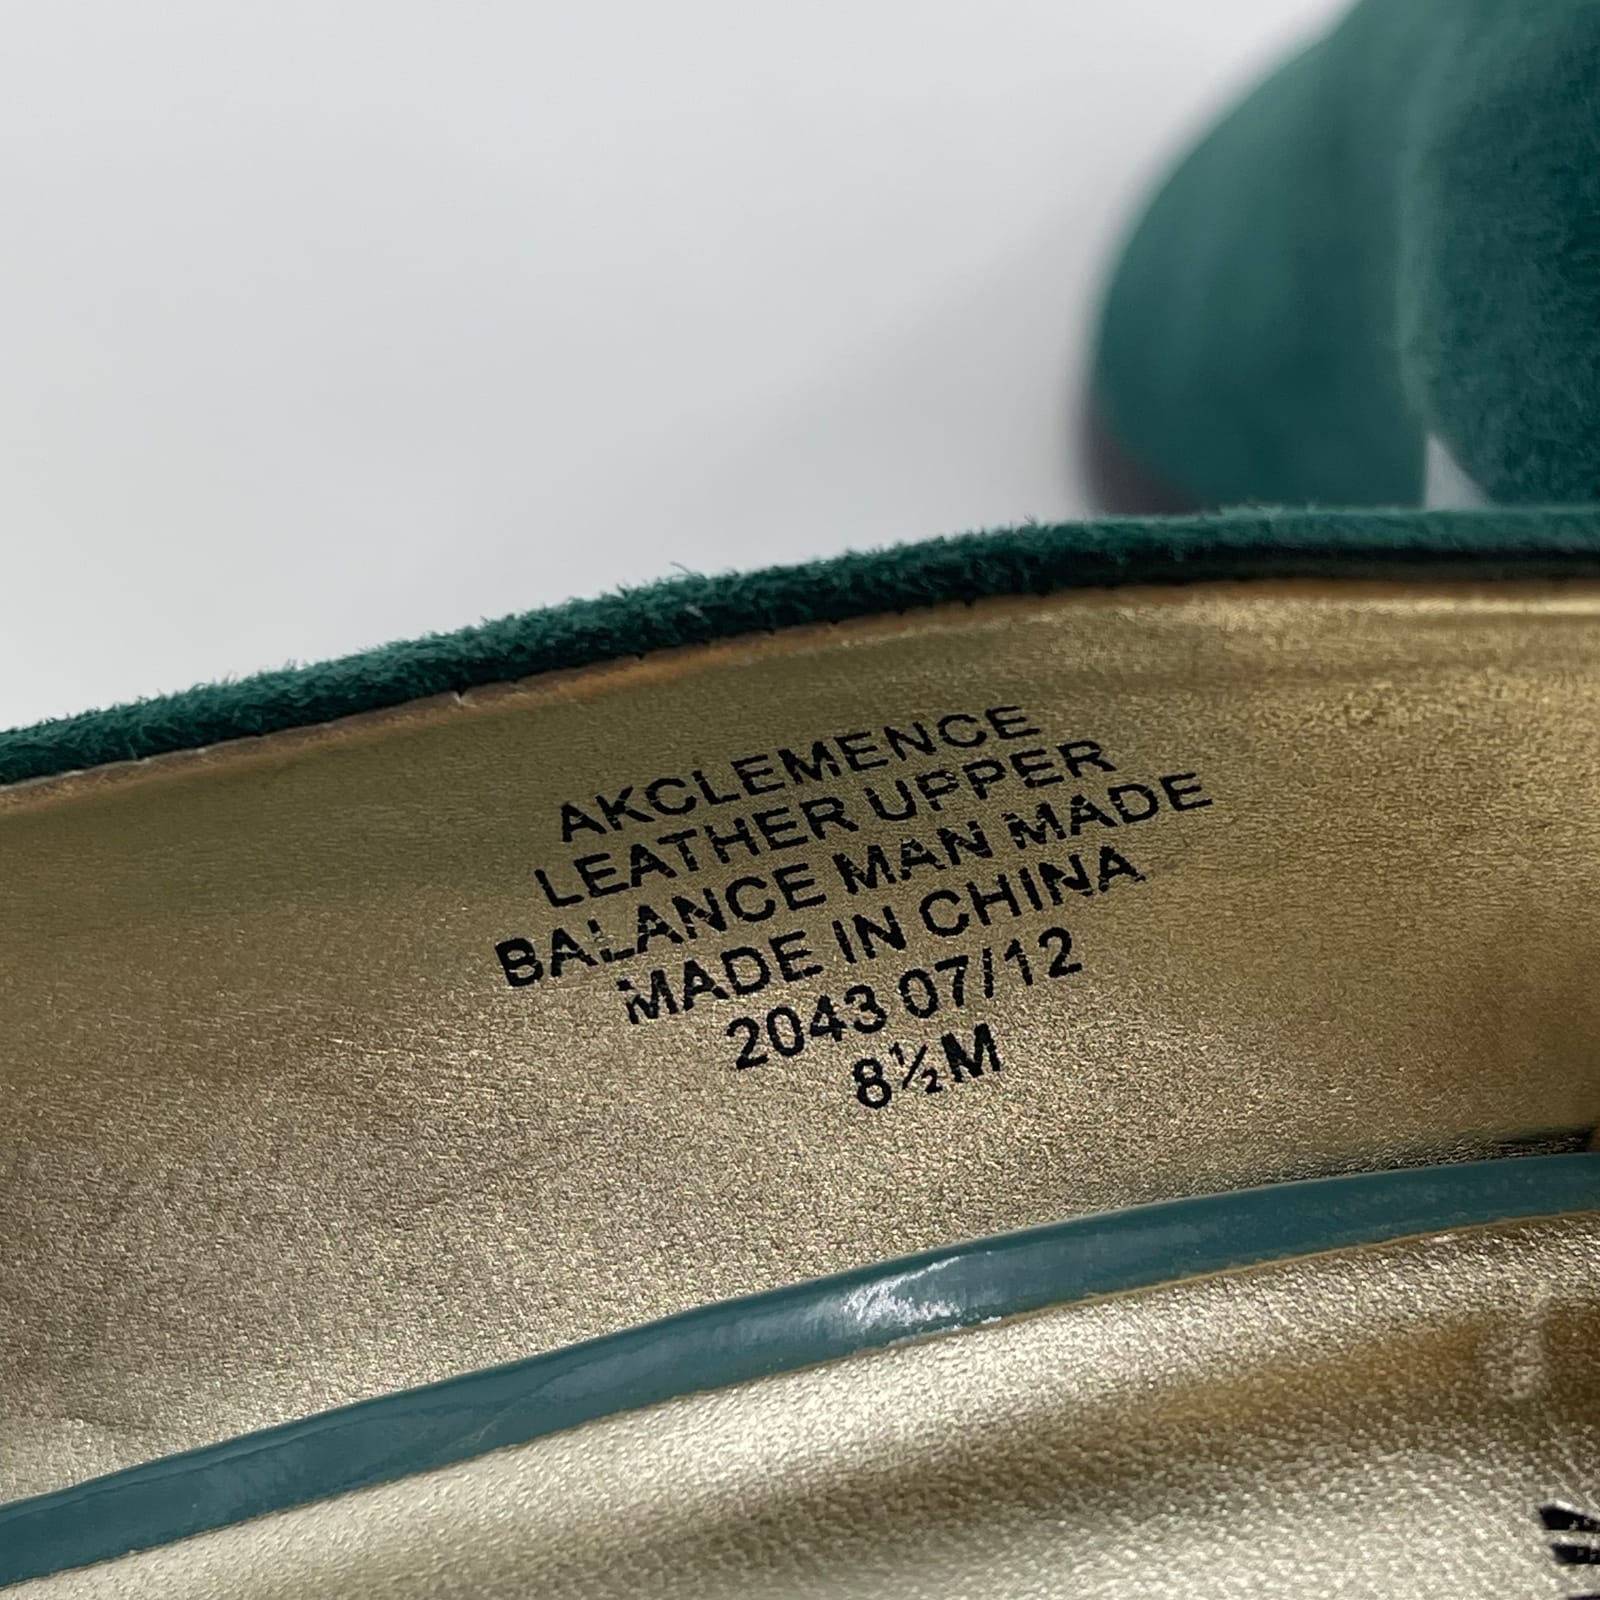 AKCLEMENCE
LEATHER UPPER
BALANCE MAN MADE
MADE IN CHINA
2043 07/12
8½M